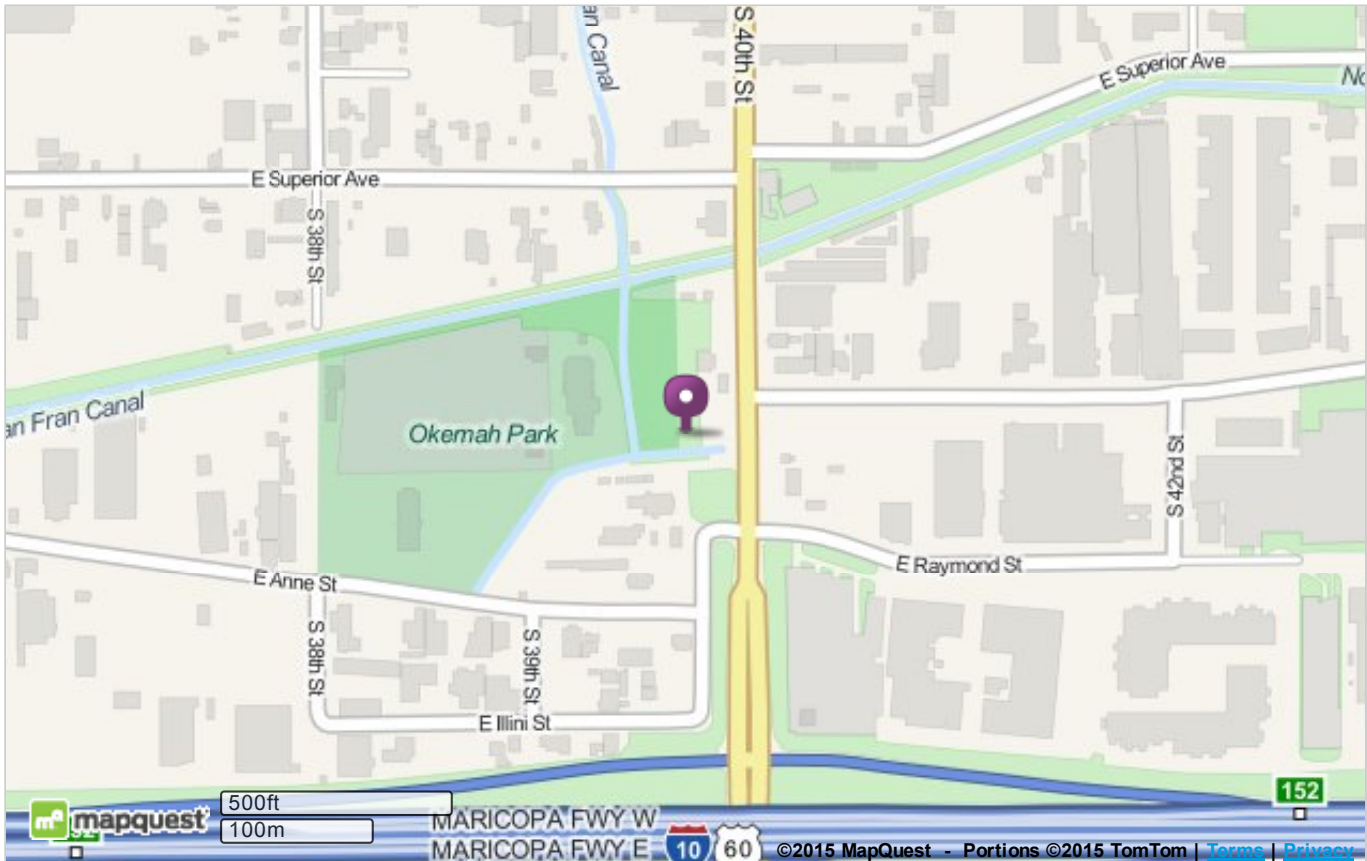 an Canal
S 40th St
E Superior Ave
No
E Superior Ave
S 38th St
an Fran Canal
Okemah Park
S 42nd St
E Anne St
E Raymond St
S 38th St
S 39th St
E Illini St
152
mapquest
500ft
100m
MARICOPA FWY W
MARICOPA FWY E
10
60
©2015 MapQuest - Portions ©2015 TomTom | Terms | Privacy